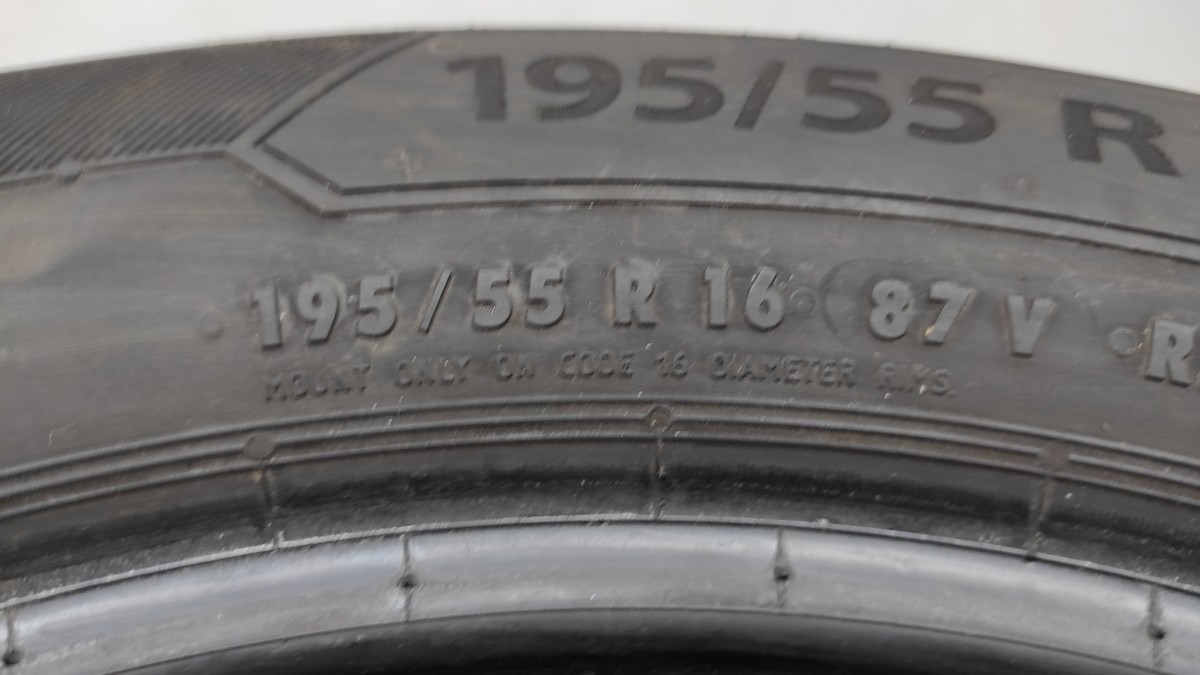 195/55 R
195/55 R 16 87 V R
MOUNT ONLY ON CODE 16 DIAMETER RIMS.